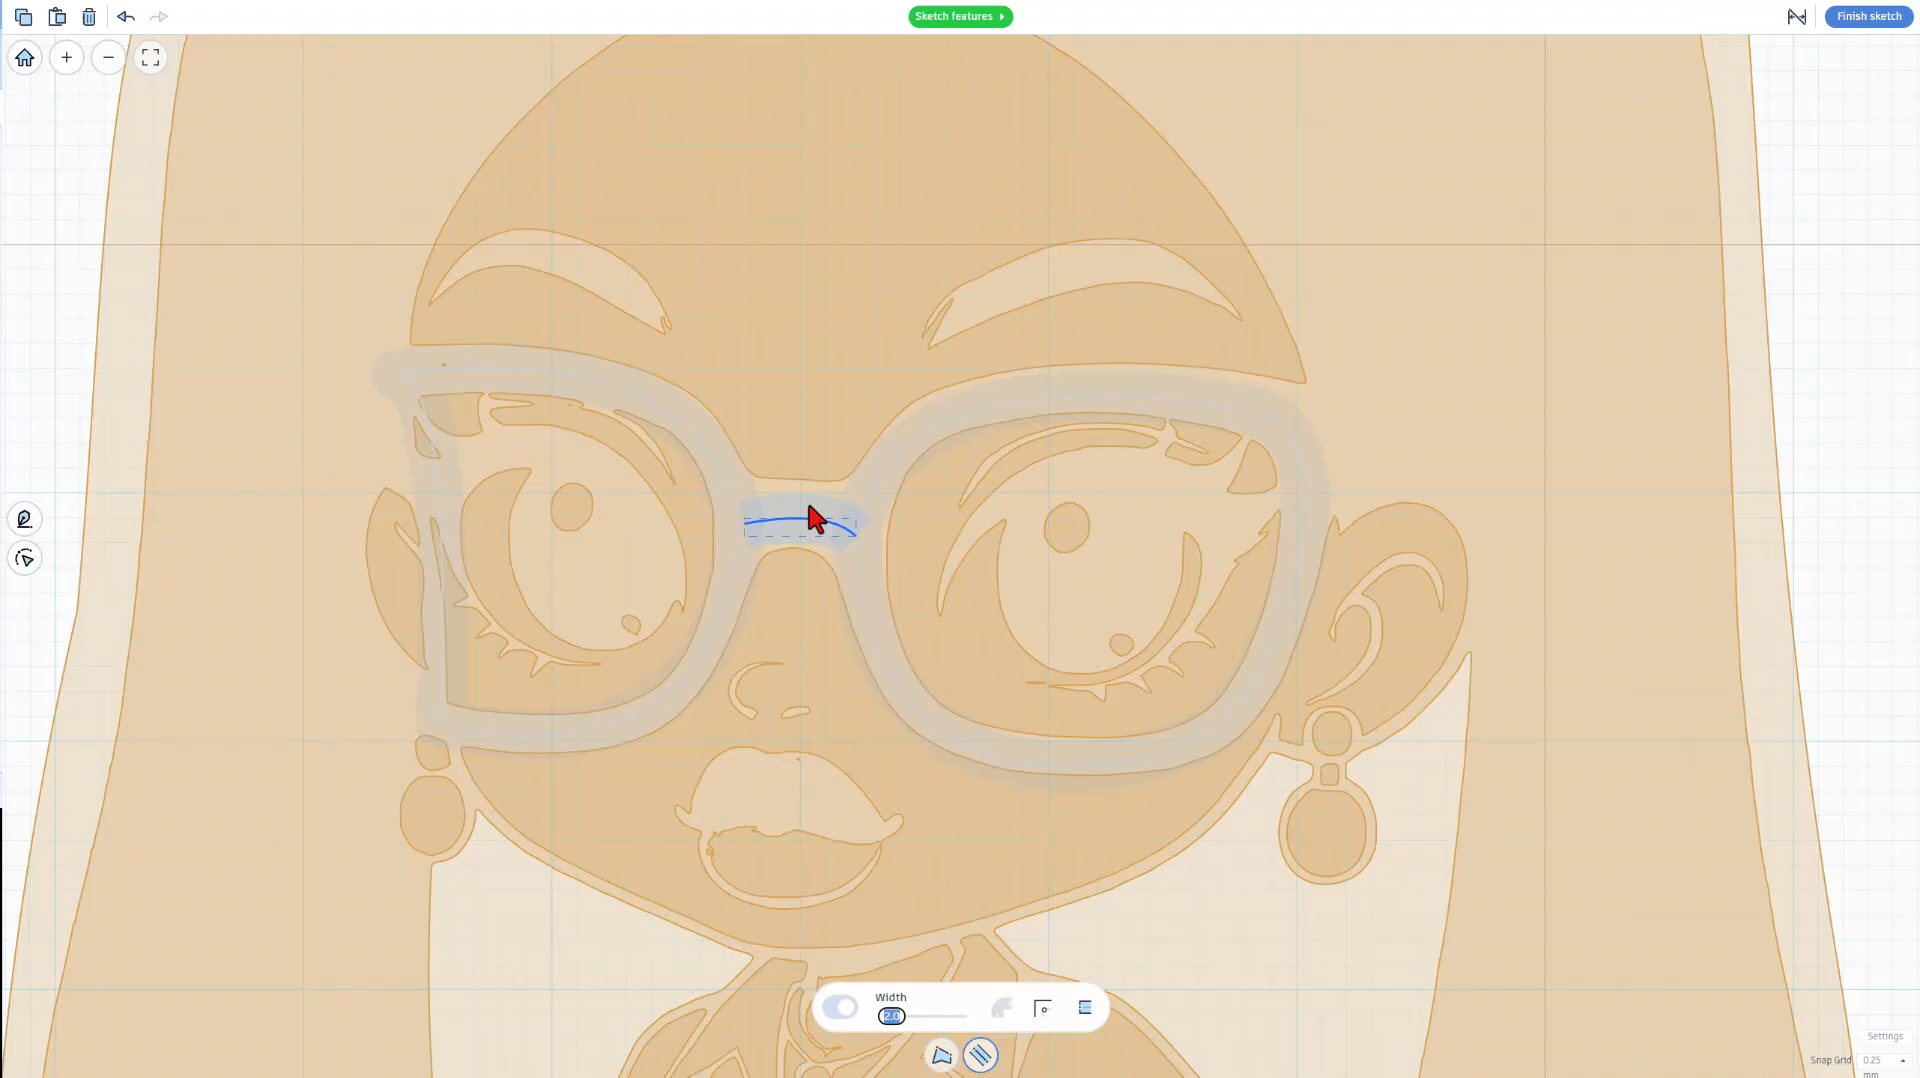 Sketch features
Finish sketch
Width
2.0
Settings
Snap Grid 0.25
mm